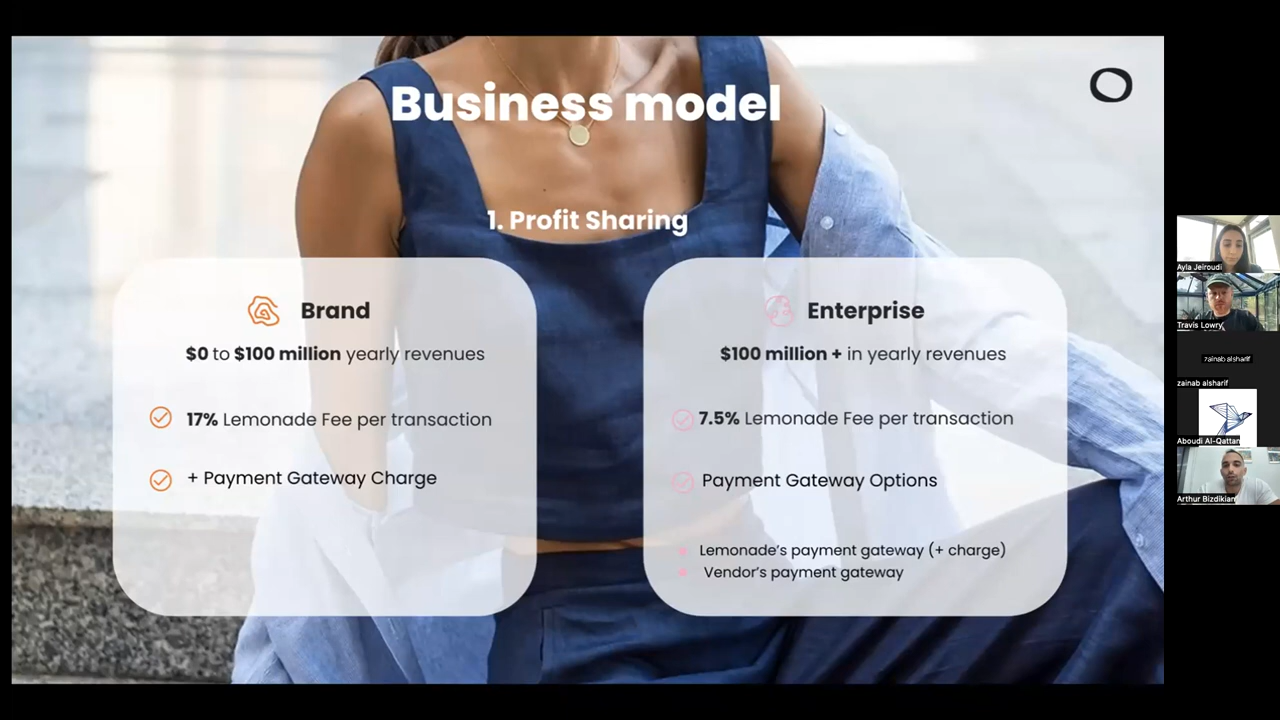 Business model
1. Profit Sharing
Brand
$0 to $100 million yearly revenues
17% Lemonade Fee per transaction
+ Payment Gateway Charge
Enterprise
$100 million + in yearly revenues
7.5% Lemonade Fee per transaction
Payment Gateway Options
Lemonade's payment gateway (+ charge)
Vendor's payment gateway
Ayla Jeiroudi
Travis Lowry
zainab alsharif
zainab alsharif
Aboudi Al-Qattan
Arthur Bizdikian